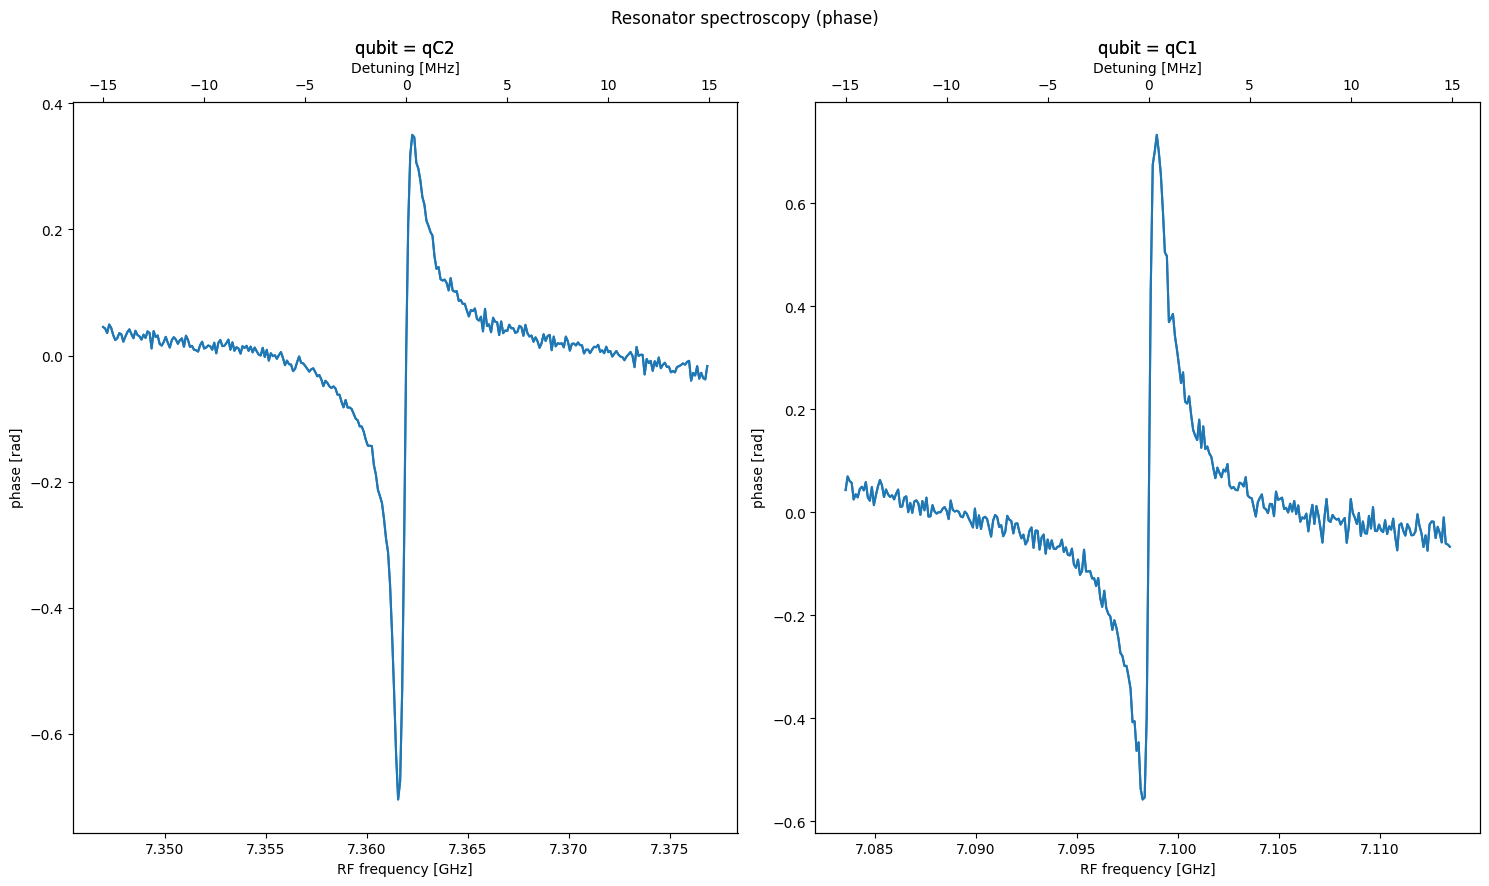 Resonator spectroscopy (phase)
qubit = qC2
Detuning [MHz]
−15 −10 −5 0 5 10 15
0.4
0.2
0.0
−0.2
−0.4
−0.6
phase [rad]
7.350 7.355 7.360 7.365 7.370 7.375
RF frequency [GHz]
qubit = qC1
Detuning [MHz]
−15 −10 −5 0 5 10 15
0.6
0.4
0.2
0.0
−0.2
−0.4
−0.6
phase [rad]
7.085 7.090 7.095 7.100 7.105 7.110
RF frequency [GHz]